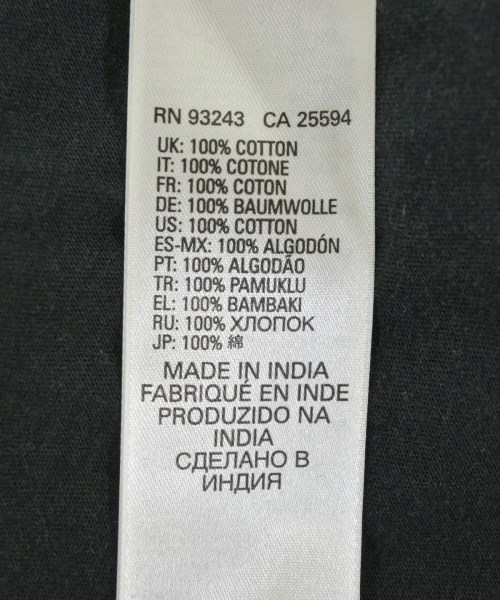 RN 93243 CA 25594
UK: 100% COTTON
IT: 100% COTONE
FR: 100% COTON
DE: 100% BAUMWOLLE
US: 100% COTTON
ES-MX: 100% ALGODÓN
PT: 100% ALGODÃO
TR: 100% PAMUKLU
EL: 100% BAMBAKI
RU: 100% ХЛОПОК
JP: 100% 綿
MADE IN INDIA
FABRIQUÉ EN INDE
PRODUZIDO NA
INDIA
СДЕЛАНО В
ИНДИЯ